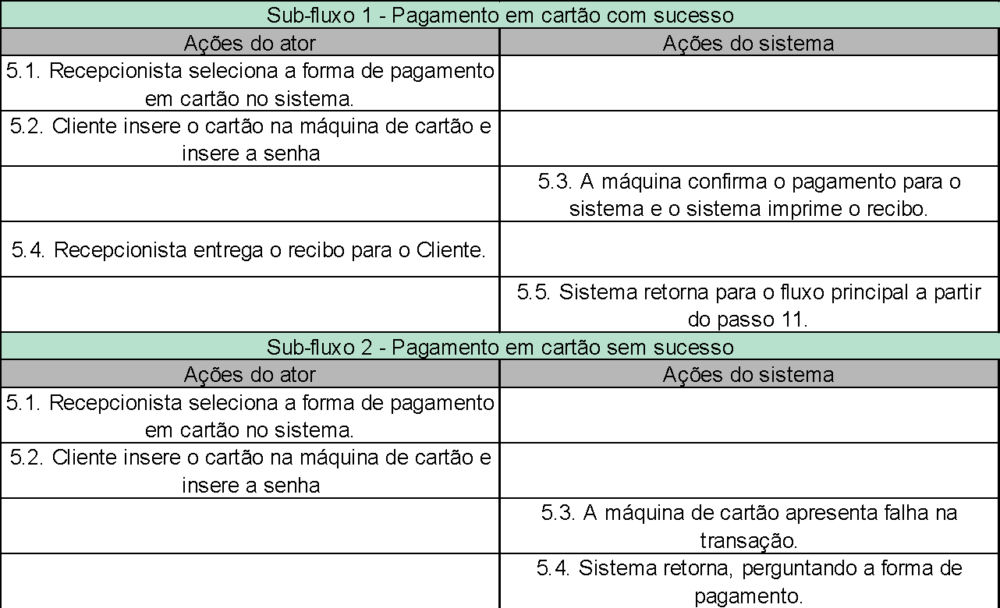 Sub-fluxo 1 - Pagamento em cartão com sucesso
Ações do ator
Ações do sistema
5.1. Recepcionista seleciona a forma de pagamento
em cartão no sistema.
5.2. Cliente insere o cartão na máquina de cartão e
insere a senha
5.3. A máquina confirma o pagamento para o
sistema e o sistema imprime o recibo.
5.4. Recepcionista entrega o recibo para o Cliente.
5.5. Sistema retorna para o fluxo principal a partir
do passo 11.
Sub-fluxo 2 - Pagamento em cartão sem sucesso
Ações do ator
Ações do sistema
5.1. Recepcionista seleciona a forma de pagamento
em cartão no sistema.
5.2. Cliente insere o cartão na máquina de cartão e
insere a senha
5.3. A máquina de cartão apresenta falha na
transação.
5.4. Sistema retorna, perguntando a forma de
pagamento.